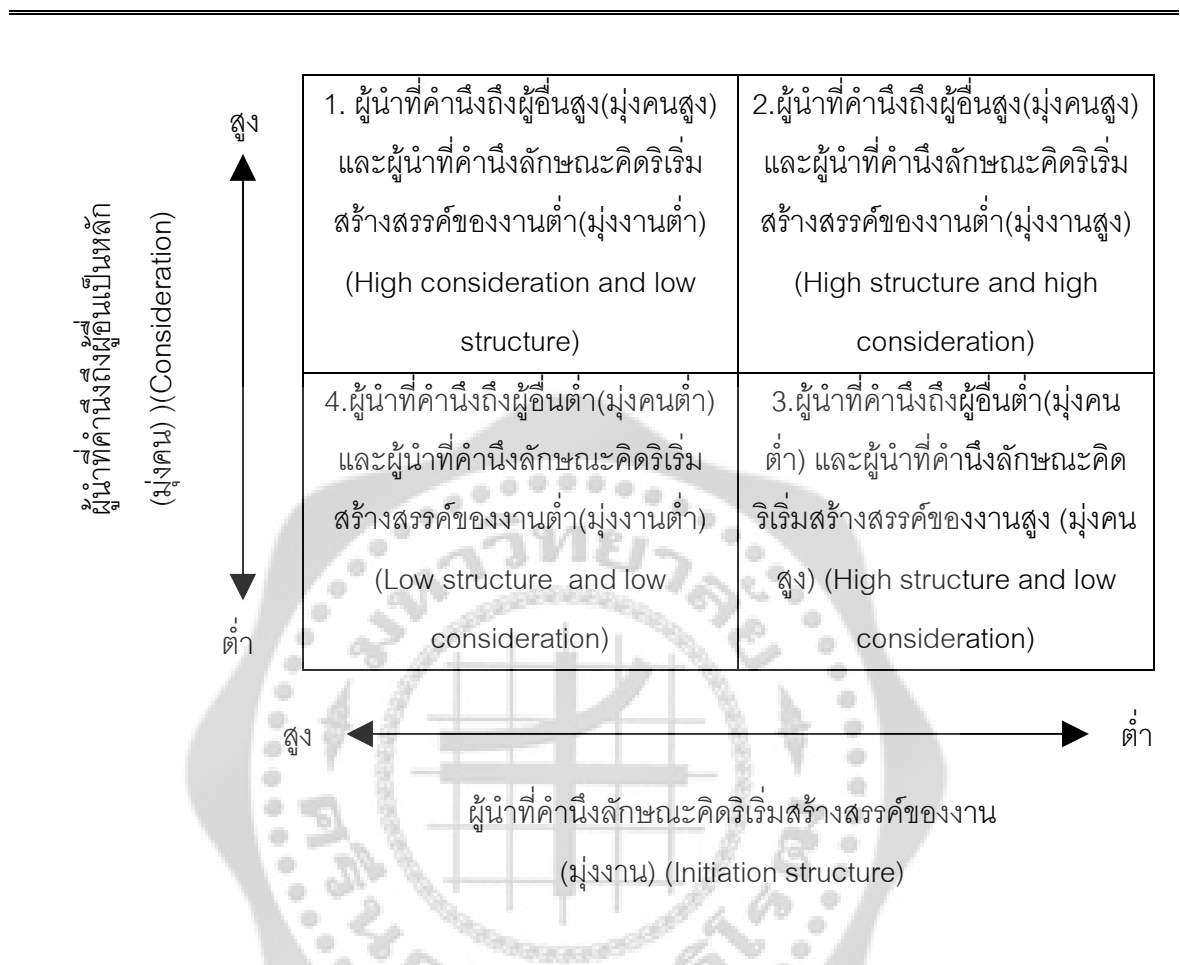 สูง
1. ผู้นำที่คำนึงถึงผู้อื่นสูง(มุ่งคนสูง)
และผู้นำที่คำนึงลักษณะคิดริเริ่ม
สร้างสรรค์ของงานต่ำ(มุ่งงานต่ำ)
(High consideration and low
structure)
2.ผู้นำที่คำนึงถึงผู้อื่นสูง(มุ่งคนสูง)
และผู้นำที่คำนึงลักษณะคิดริเริ่ม
สร้างสรรค์ของงานต่ำ(มุ่งงานสูง)
(High structure and high
consideration)
ผู้นำที่คำนึงถึงผู้อื่นเป็นหลัก
(มุ่งคน) )(Consideration)
4.ผู้นำที่คำนึงถึงผู้อื่นต่ำ(มุ่งคนต่ำ)
และผู้นำที่คำนึงลักษณะคิดริเริ่ม
สร้างสรรค์ของงานต่ำ(มุ่งงานต่ำ)
(Low structure and low
consideration)
3.ผู้นำที่คำนึงถึงผู้อื่นต่ำ(มุ่งคน
ต่ำ) และผู้นำที่คำนึงลักษณะคิด
ริเริ่มสร้างสรรค์ของงานสูง (มุ่งคน
สูง) (High structure and low
consideration)
ต่ำ
สูง
ต่ำ
ผู้นำที่คำนึงลักษณะคิดริเริ่มสร้างสรรค์ของงาน
(มุ่งงาน) (Initiation structure)
มหาวิทยาลัย